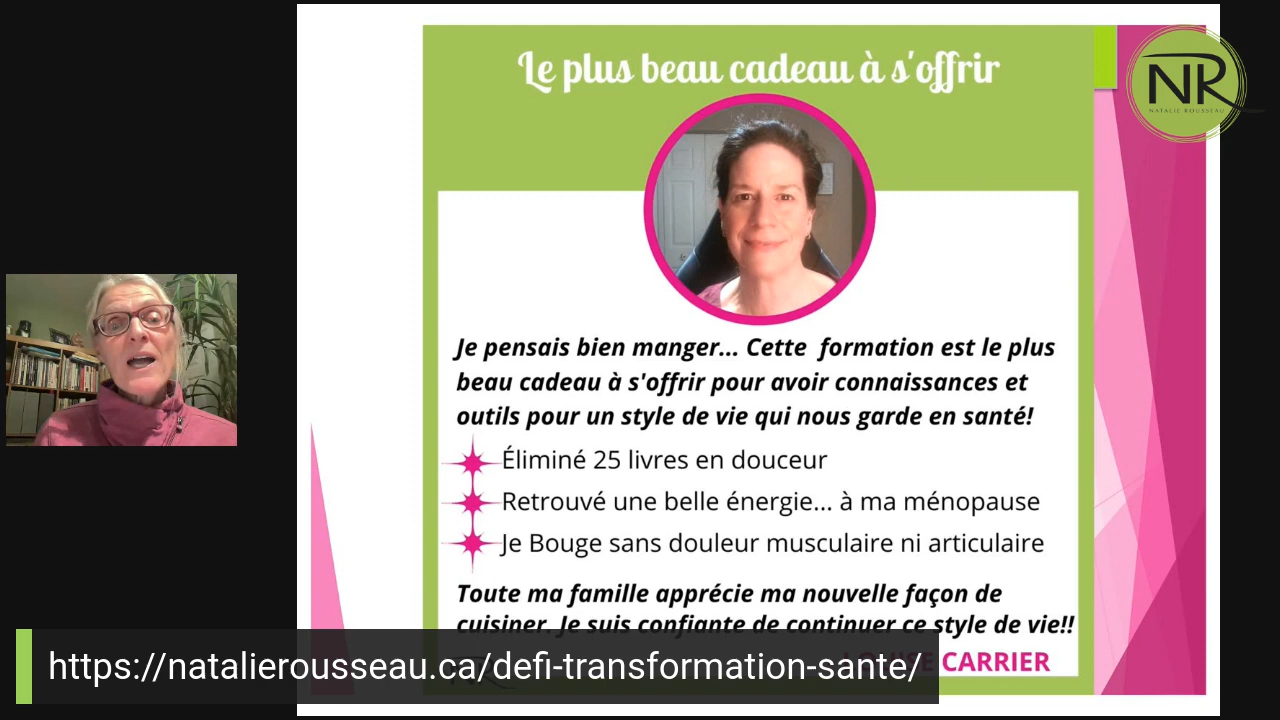 Le plus beau cadeau à s'offrir
NR
NATALIE ROUSSEAU
Je pensais bien manger... Cette formation est le plus
beau cadeau à s'offrir pour avoir connaissances et
outils pour un style de vie qui nous garde en santé!
Éliminé 25 livres en douceur
Retrouvé une belle énergie... à ma ménopause
Je Bouge sans douleur musculaire ni articulaire
Toute ma famille apprécie ma nouvelle façon de
cuisiner. Je suis confiante de continuer ce style de vie!!
CARRIER
https://natalierousseau.ca/defi-transformation-sante/